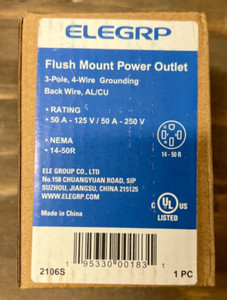 ELEGRP
Flush Mount Power Outlet
3-Pole, 4-Wire Grounding
Back Wire, AL/CU
• RATING
• 50 A - 125 V / 50 A - 250 V
• NEMA
• 14-50R
14 - 50 R
ELE GROUP CO., LTD
No.158 CHUANGYUAN ROAD, SIP
SUZHOU, JIANGSU, CHINA 215125
WWW.ELEGRP.COM
C UL US
LISTED
Made in China
2106S
1 95330 00183 1
1 PC